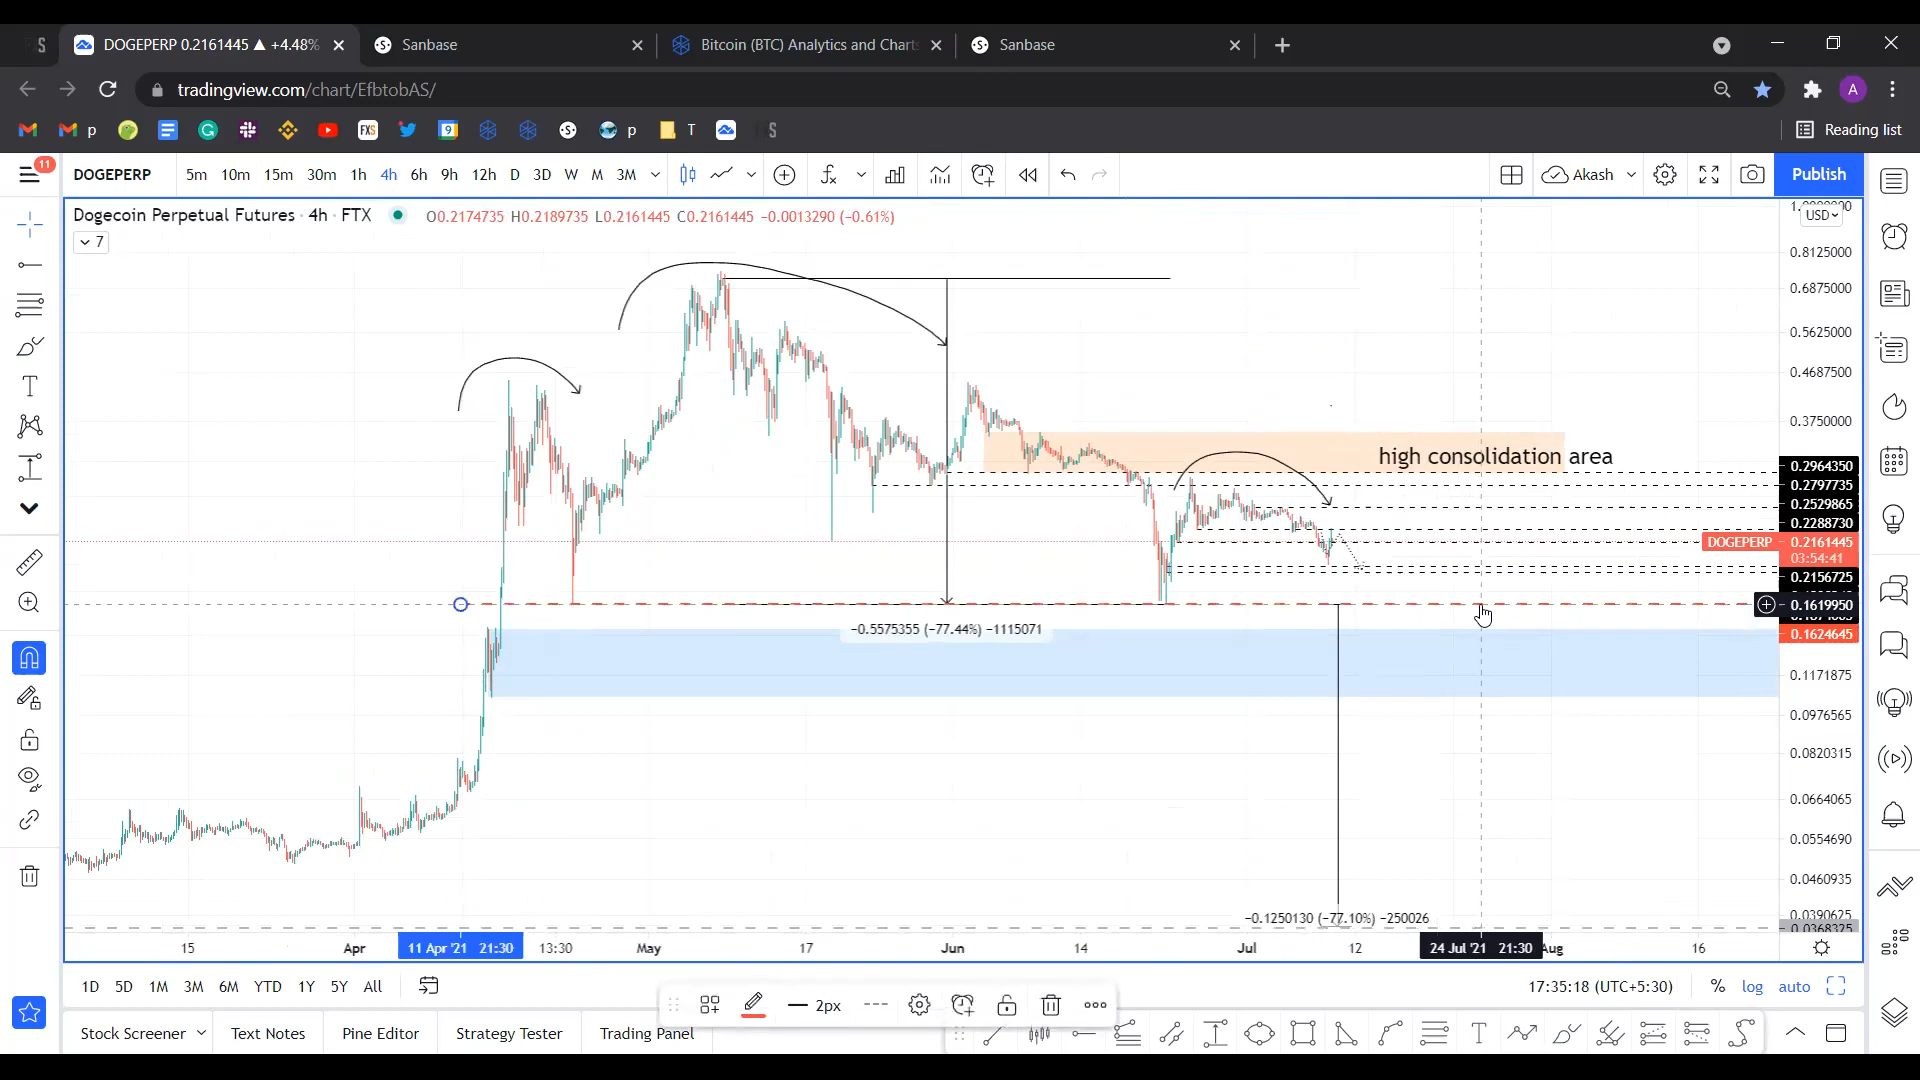 DOGEPERP 0.2161445 ▲ +4.48%
Sanbase
Bitcoin (BTC) Analytics and Chart
Sanbase
tradingview.com/chart/EfbtobAS/
p
FXS
9
p
T
Reading list
11
DOGEPERP
5m 10m 15m 30m 1h 4h 6h 9h 12h D 3D W M 3M
Akash
Publish
Dogecoin Perpetual Futures · 4h · FTX
O0.2174735 H0.2189735 L0.2161445 C0.2161445 −0.0013290 (−0.61%)
USD
7
0.8125000
0.6875000
0.5625000
0.4687500
0.3750000
high consolidation area
0.2964350
0.2797735
0.2529865
0.2288730
DOGEPERP 0.2161445
03:54:41
0.2156725
0.1619950
−0.5575355 (−77.44%) −1115071
0.1624645
0.1171875
0.0976565
0.0820315
0.0664065
0.0554690
0.0460935
0.0390625
−0.1250130 (−77.10%) −250026
0.0368325
15 Apr 11 Apr '21 21:30 13:30 May 17 Jun 14 Jul 12 24 Jul '21 21:30 Aug 16
1D 5D 1M 3M 6M YTD 1Y 5Y All
17:35:18 (UTC+5:30) % log auto
2px
Stock Screener Text Notes Pine Editor Strategy Tester Trading Panel